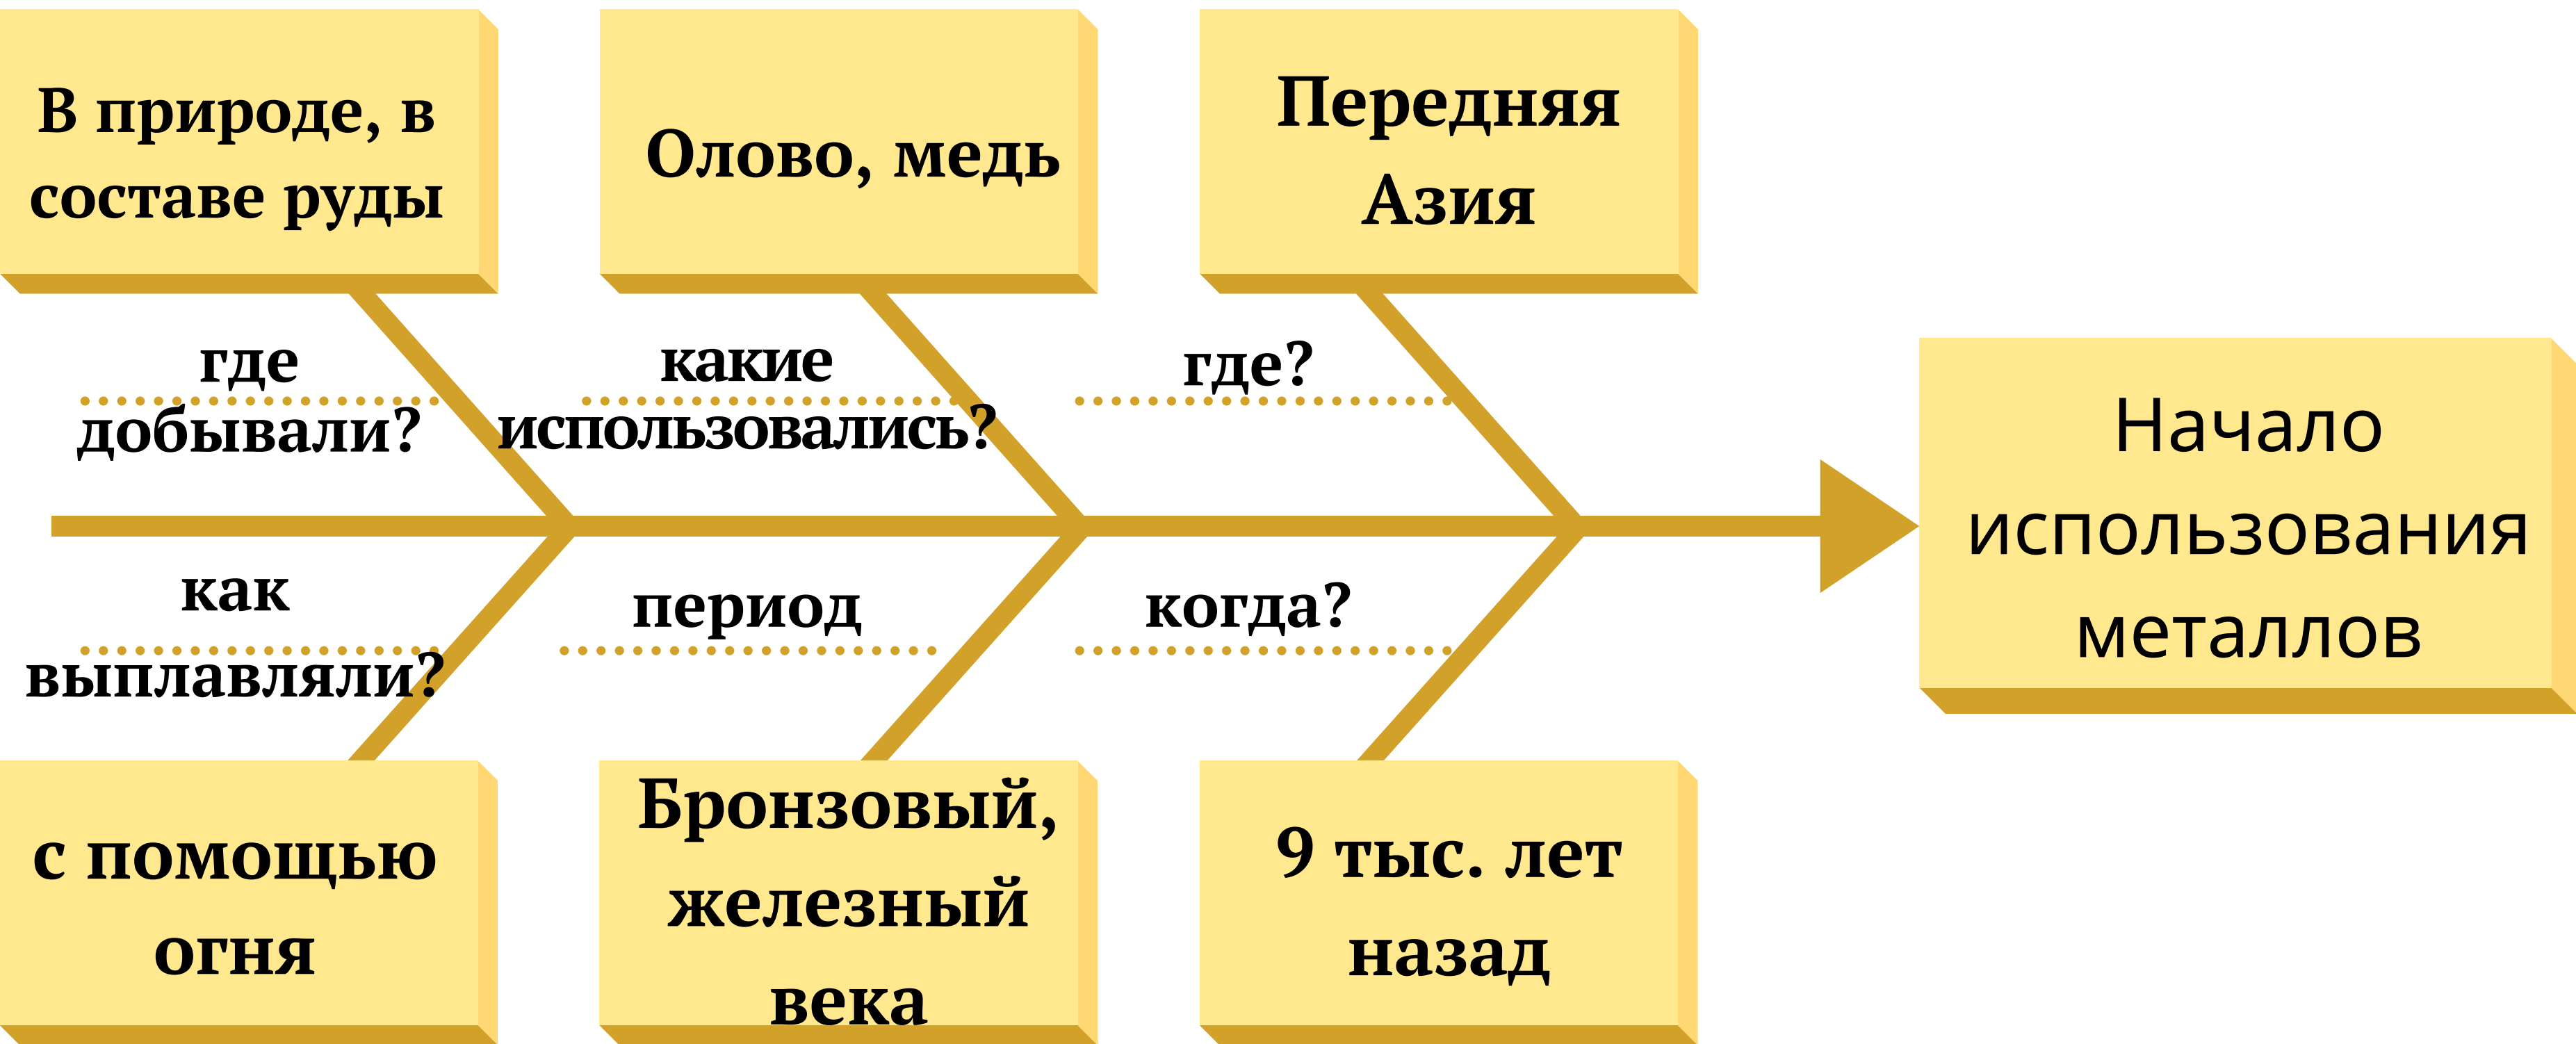 В природе, в
составе руды
Олово, медь
Передняя
Азия
где
добывали?
какие
использовались?
где?
Начало
использования
металлов
как
выплавляли?
период
когда?
с помощью
огня
Бронзовый,
железный
века
9 тыс. лет
назад